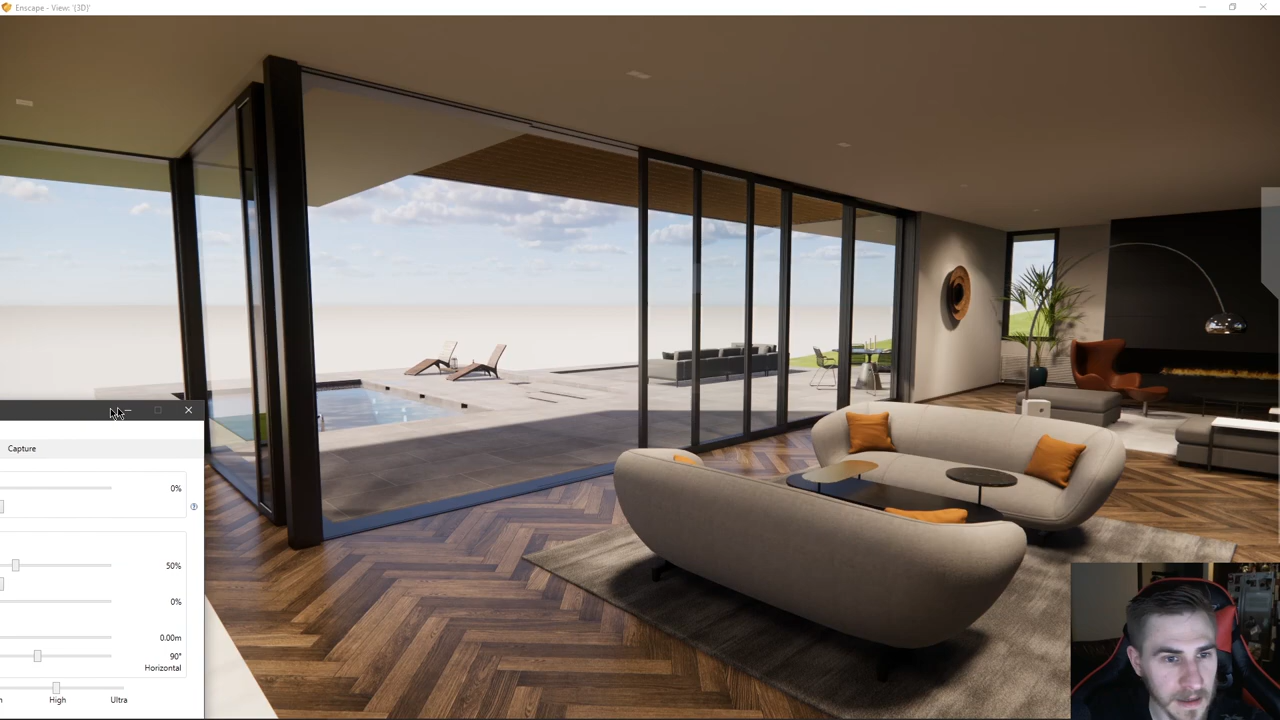 Enscape - View: '{3D}'
Capture
0%
50%
0%
0.00m
90°
Horizontal
High
Ultra